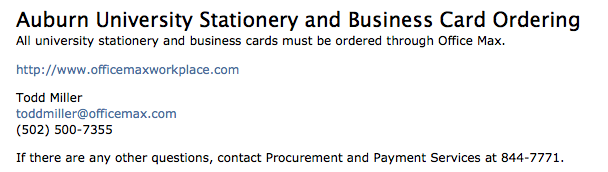 Auburn University Stationery and Business Card Ordering
All university stationery and business cards must be ordered through Office Max.
http://www.officemaxworkplace.com
Todd Miller
toddmiller@officemax.com
(502) 500-7355
If there are any other questions, contact Procurement and Payment Services at 844-7771.